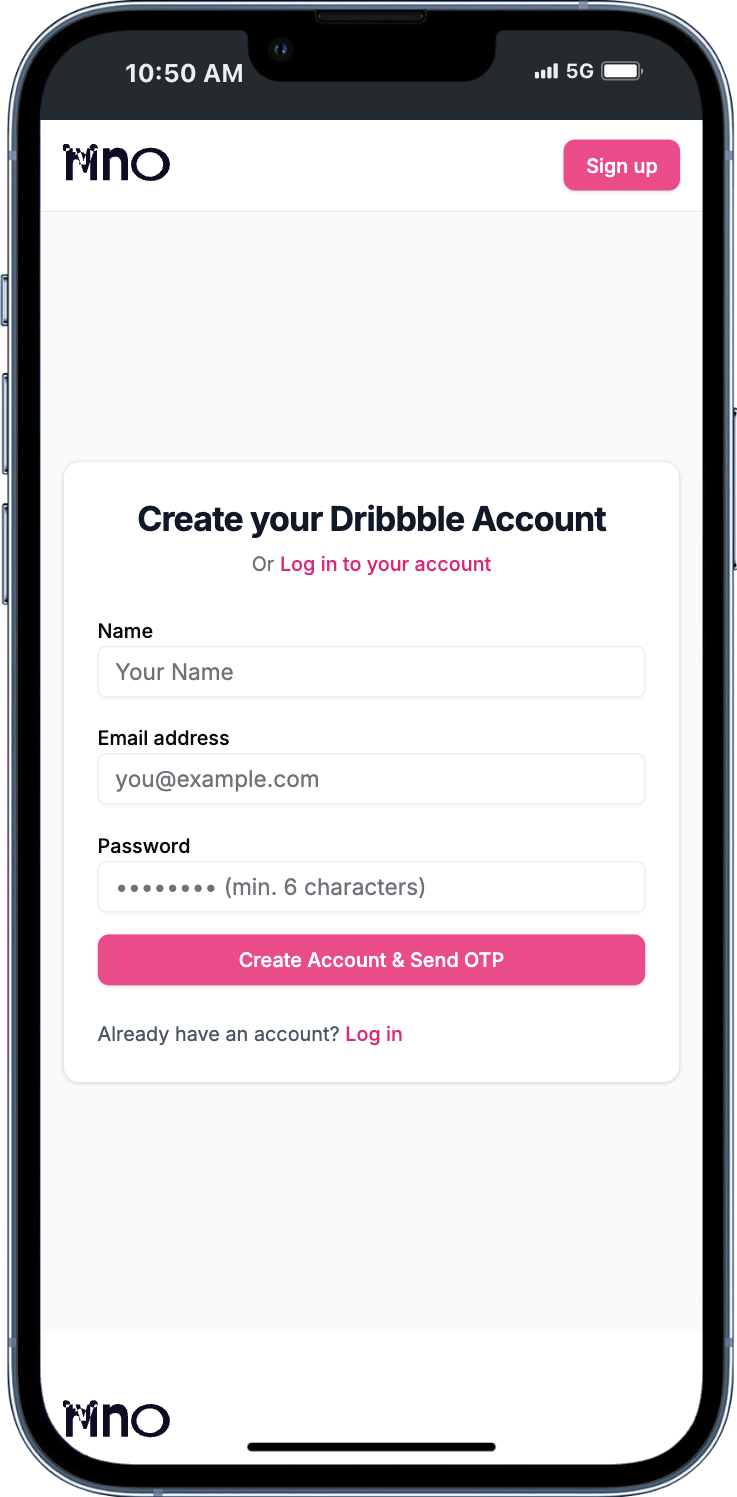 10:50 AM 5G
MNO
Sign up
Create your Dribbble Account
Or Log in to your account
Name
Your Name
Email address
you@example.com
Password
•••••••• (min. 6 characters)
Create Account & Send OTP
Already have an account? Log in
MNO